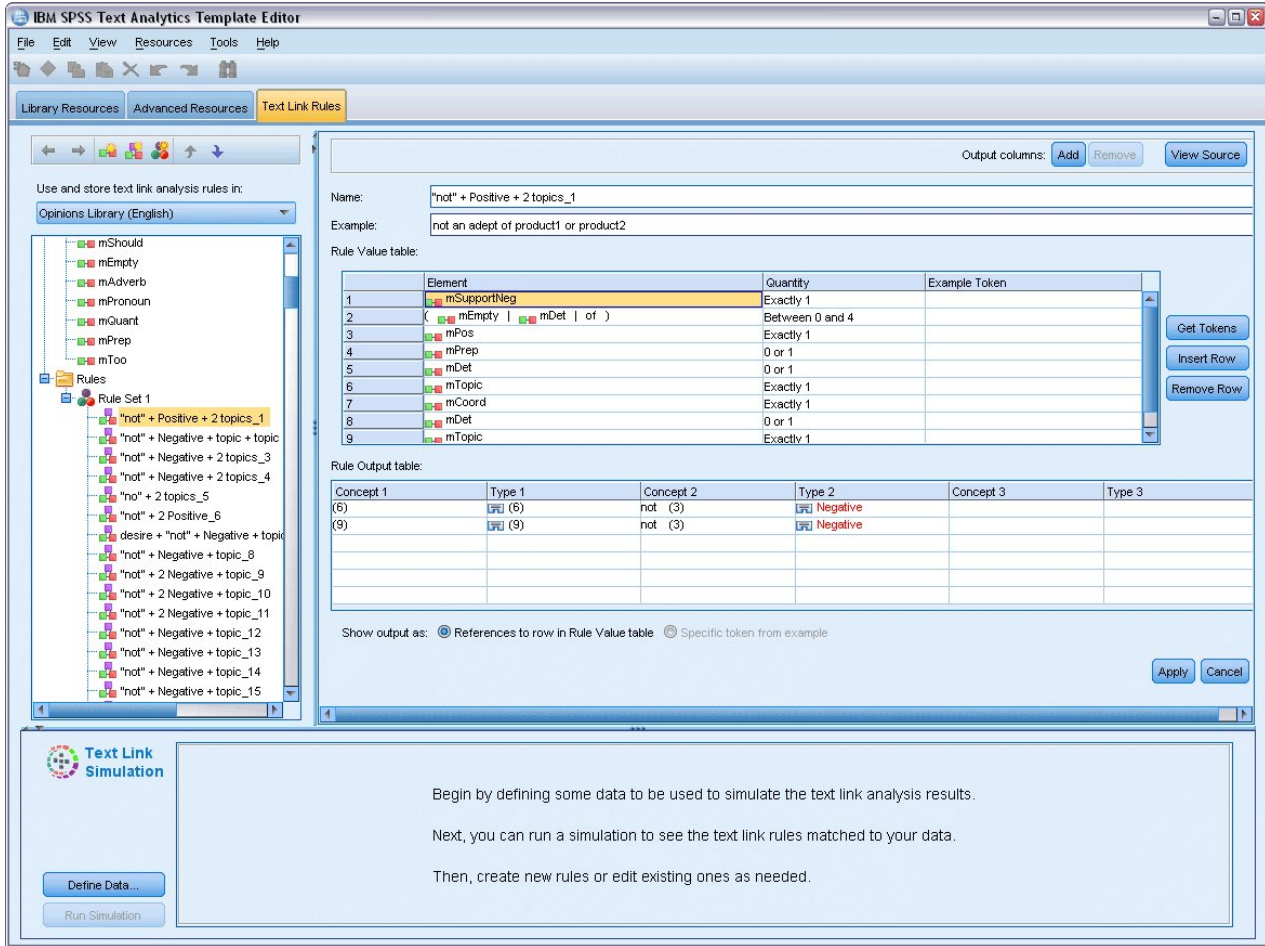 IBM SPSS Text Analytics Template Editor
File Edit View Resources Tools Help
Library Resources Advanced Resources Text Link Rules
Output columns: Add Remove View Source
Use and store text link analysis rules in:
Opinions Library (English)
mShould
mEmpty
mAdverb
mPronoun
mQuant
mPrep
mToo
Rules
Rule Set 1
"not" + Positive + 2 topics_1
"not" + Negative + topic + topic
"not" + Negative + 2 topics_3
"not" + Negative + 2 topics_4
"no" + 2 topics_5
"not" + 2 Positive_6
desire + "not" + Negative + topic
"not" + Negative + topic_8
"not" + 2 Negative + topic_9
"not" + 2 Negative + topic_10
"not" + 2 Negative + topic_11
"not" + Negative + topic_12
"not" + Negative + topic_13
"not" + Negative + topic_14
"not" + Negative + topic_15
Name: "not" + Positive + 2 topics_1
Example: not an adept of product1 or product2
Rule Value table:
Element Quantity Example Token
1 mSupportNeg Exactly 1
2 ( mEmpty | mDet | of ) Between 0 and 4
3 mPos Exactly 1
4 mPrep 0 or 1
5 mDet 0 or 1
6 mTopic Exactly 1
7 mCoord Exactly 1
8 mDet 0 or 1
9 mTopic Exactly 1
Get Tokens
Insert Row
Remove Row
Rule Output table:
Concept 1 Type 1 Concept 2 Type 2 Concept 3 Type 3
(6) (6) not (3) Negative
(9) (9) not (3) Negative
Show output as: References to row in Rule Value table Specific token from example
Apply Cancel
Text Link
Simulation
Define Data...
Run Simulation
Begin by defining some data to be used to simulate the text link analysis results.
Next, you can run a simulation to see the text link rules matched to your data.
Then, create new rules or edit existing ones as needed.